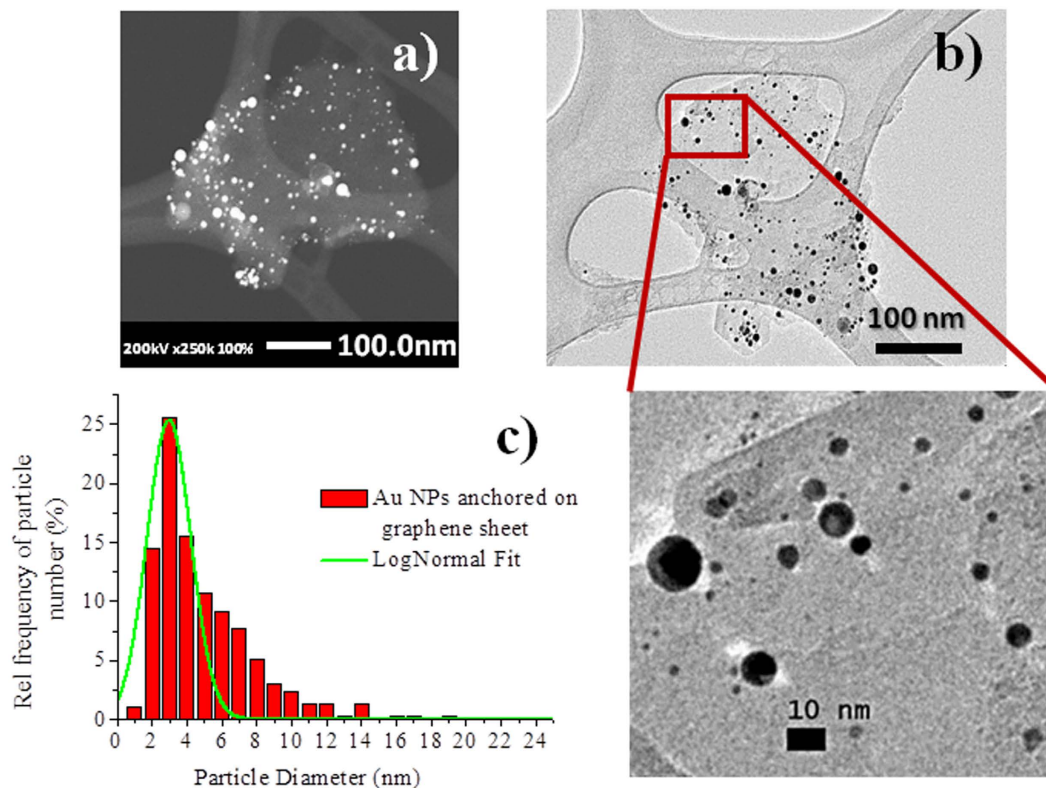 a)
200kV x250k 100% 100.0nm
b)
100 nm
c)
Rel frequency of particle
number (%)
25
20
15
10
5
0
Au NPs anchored on
graphene sheet
LogNormal Fit
0 2 4 6 8 10 12 14 16 18 20 22 24
Particle Diameter (nm)
10 nm